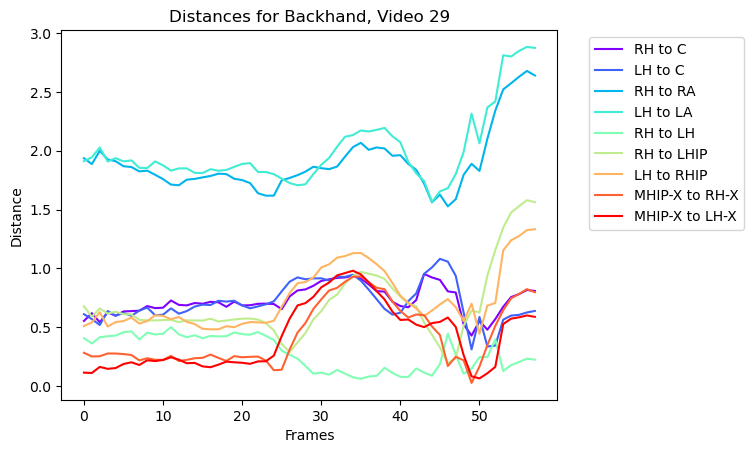 Distances for Backhand, Video 29
3.0
2.5
2.0
1.5
1.0
0.5
0.0
Distance
0
10
20
30
40
50
Frames
RH to C
LH to C
RH to RA
LH to LA
RH to LH
RH to LHIP
LH to RHIP
MHIP-X to RH-X
MHIP-X to LH-X